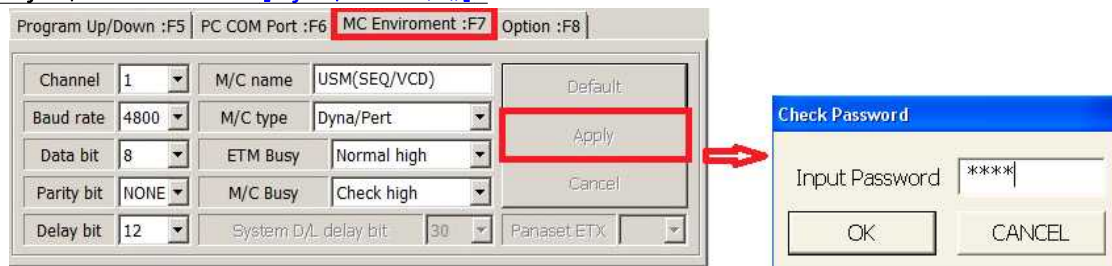 Program Up/Down :F5 PC COM Port :F6 MC Enviroment :F7 Option :F8
Channel 1 M/C name USM(SEQ/VCD) Default
Baud rate 4800 M/C type Dyna/Pert Apply
Data bit 8 ETM Busy Normal high
Parity bit NONE M/C Busy Check high Cancel
Delay bit 12 System D/L delay bit 30 Panaset ETX
Check Password
Input Password ****
OK CANCEL